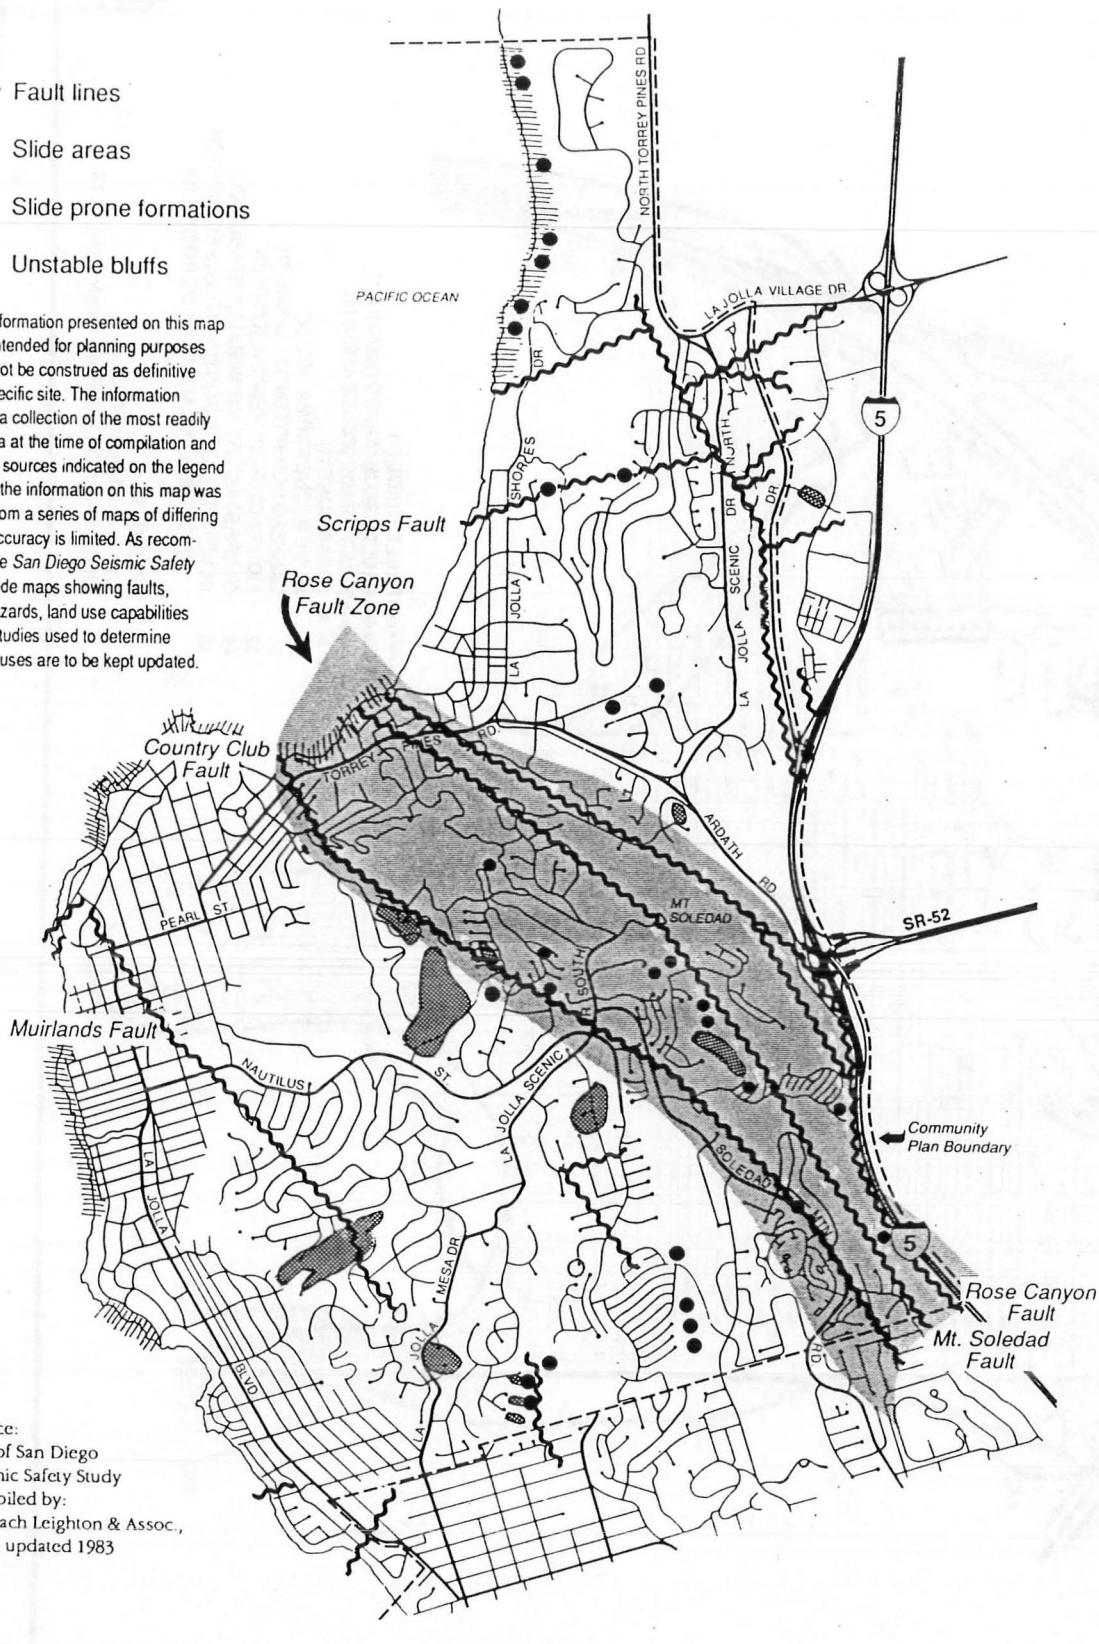 Fault lines
Slide areas
Slide prone formations
Unstable bluffs
formation presented on this map
ntended for planning purposes
ot be construed as definitive
ecific site. The information
a collection of the most readily
a at the time of compilation and
sources indicated on the legend
the information on this map was
om a series of maps of differing
ccuracy is limited. As recom-
e San Diego Seismic Safety
de maps showing faults,
zards, land use capabilities
tudies used to determine
uses are to be kept updated.
PACIFIC OCEAN
NORTH TORREY PINES RD
LA JOLLA VILLAGE DR.
5
LA JOLLA SHORES DR
LA JOLLA SCENIC DR NORTH
DR
Scripps Fault
Rose Canyon
Fault Zone
Country Club
Fault
TORREY PINES RD.
ARDATH RD.
MT
SOLEDAD
SR-52
PEARL ST
Muirlands Fault
NAUTILUS ST
LA JOLLA SCENIC DR SOUTH
Community
Plan Boundary
SOLEDAD MTN RD
LA JOLLA BLVD
LA JOLLA MESA DR
5
Rose Canyon
Fault
Mt. Soledad
Fault
ce:
of San Diego
nic Safety Study
piled by:
ach Leighton & Assoc.,
updated 1983